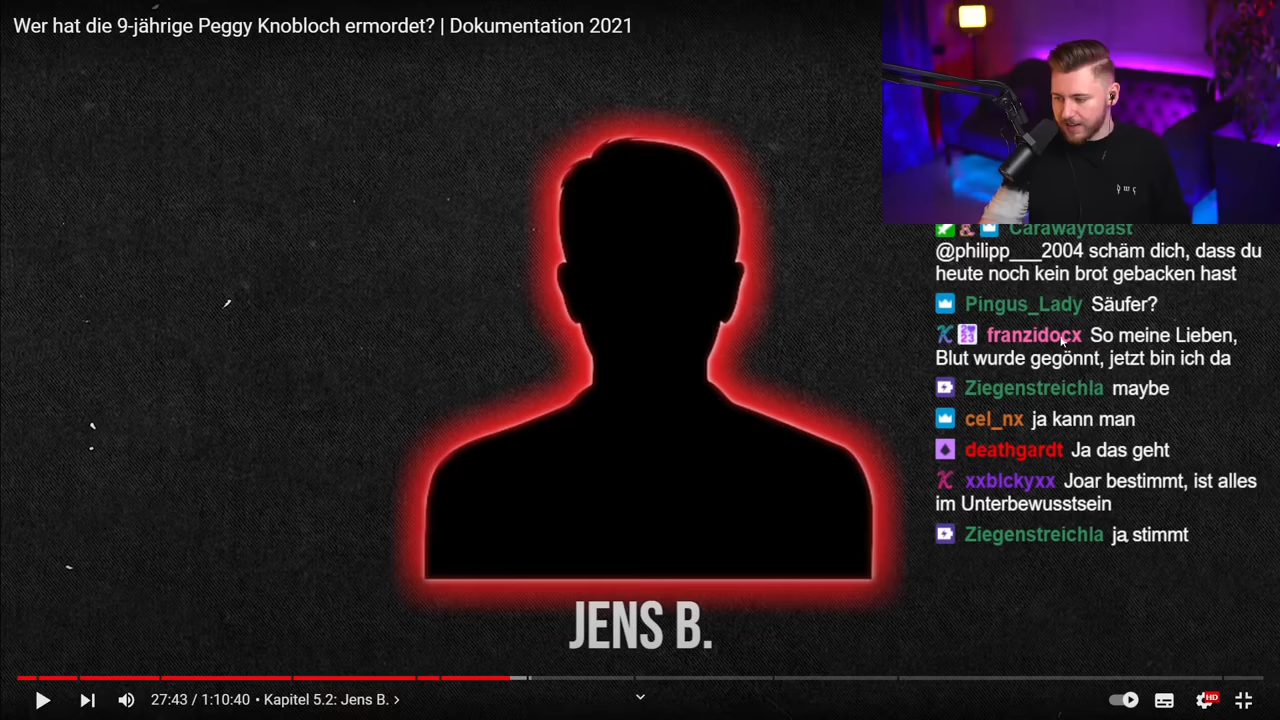 Wer hat die 9-jährige Peggy Knobloch ermordet? | Dokumentation 2021
Carawaytoast
@philipp___2004 schäm dich, dass du
heute noch kein brot gebacken hast
Pingus_Lady Säufer?
franzidocx So meine Lieben,
Blut wurde gegönnt, jetzt bin ich da
Ziegenstreichla maybe
cel_nx ja kann man
deathgardt Ja das geht
xxblckyxx Joar bestimmt, ist alles
im Unterbewusstsein
Ziegenstreichla ja stimmt
JENS B.
27:43 / 1:10:40 • Kapitel 5.2: Jens B. >
HD